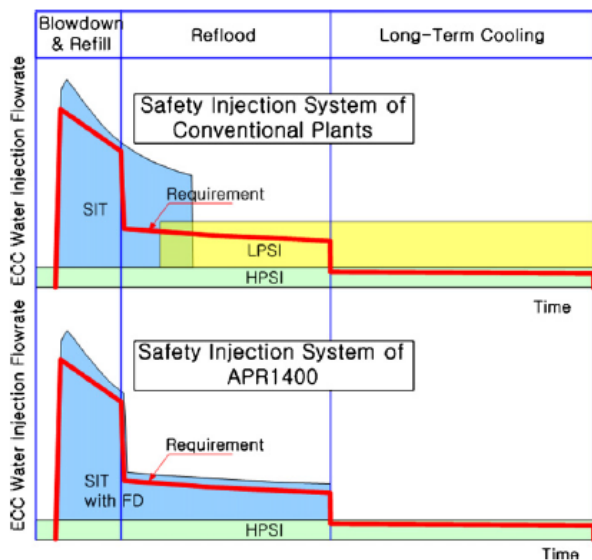 Blowdown
& Refill
Reflood
Long-Term Cooling
ECC Water Injection Flowrate
Safety Injection System of
Conventional Plants
Requirement
SIT
LPSI
HPSI
Time
ECC Water Injection Flowrate
Safety Injection System of
APR1400
Requirement
SIT
with FD
HPSI
Time